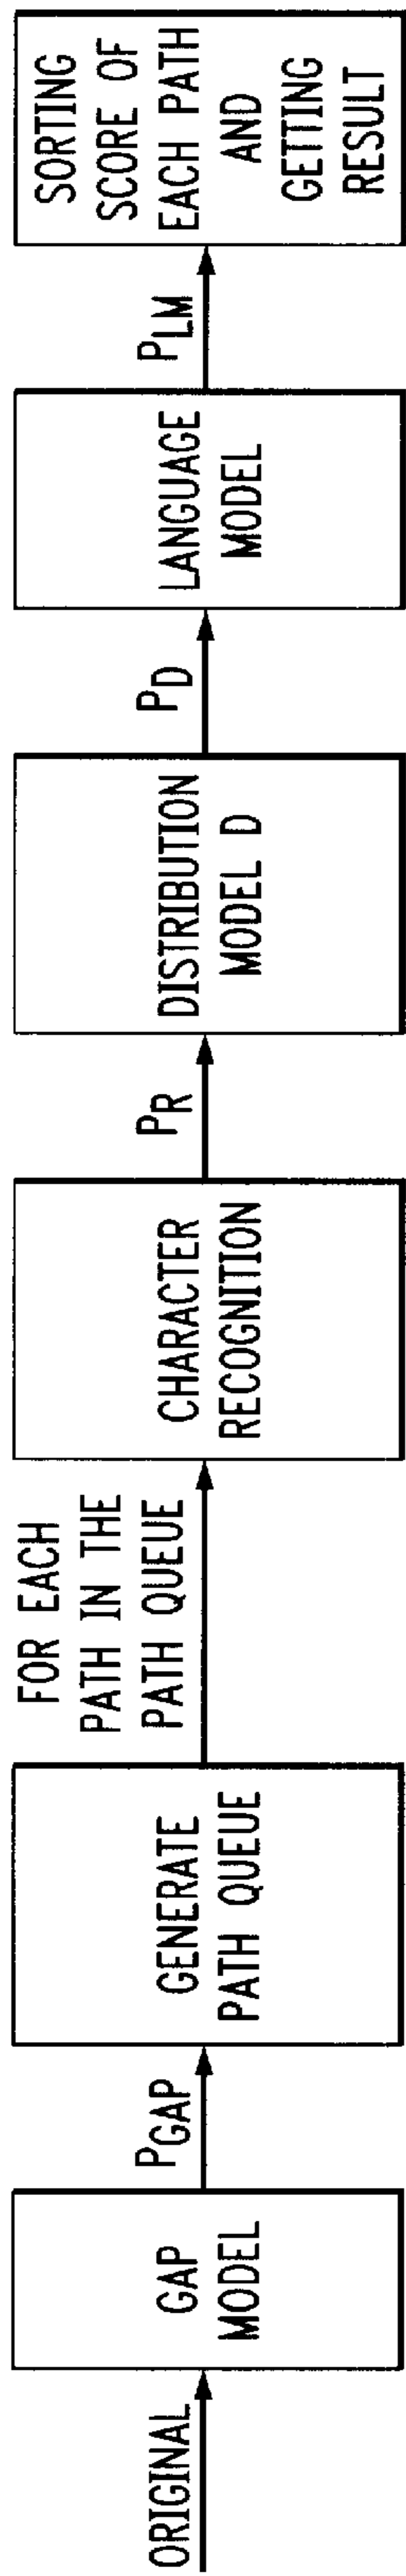 ORIGINAL
GAP
MODEL
PGAP
GENERATE
PATH QUEUE
FOR EACH
PATH IN THE
PATH QUEUE
CHARACTER
RECOGNITION
PR
DISTRIBUTION
MODEL D
PD
LANGUAGE
MODEL
PLM
SORTING
SCORE OF
EACH PATH
AND
GETTING
RESULT